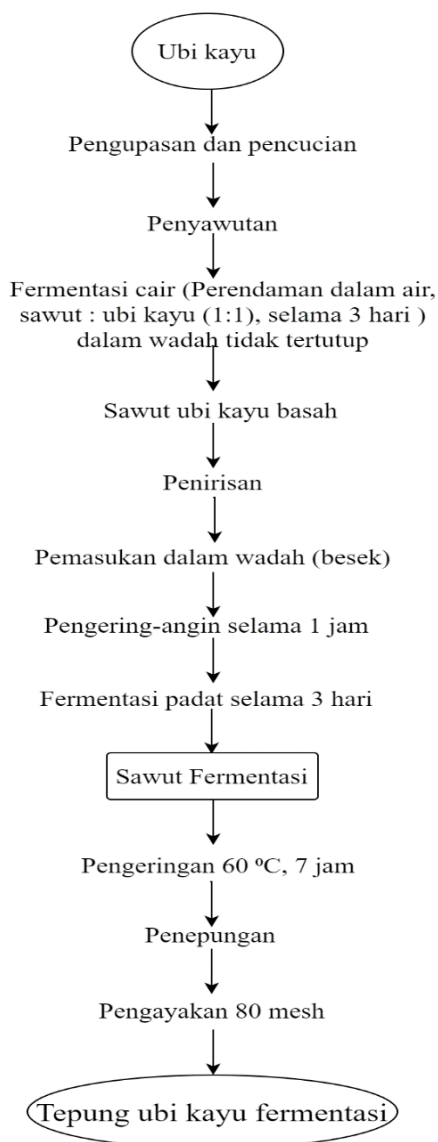 Ubi kayu
Pengupasan dan pencucian
Penyawutan
Fermentasi cair (Perendaman dalam air,
sawut : ubi kayu (1:1), selama 3 hari )
dalam wadah tidak tertutup
Sawut ubi kayu basah
Penirisan
Pemasukan dalam wadah (besek)
Pengering-angin selama 1 jam
Fermentasi padat selama 3 hari
Sawut Fermentasi
Pengeringan 60 ºC, 7 jam
Penepungan
Pengayakan 80 mesh
Tepung ubi kayu fermentasi